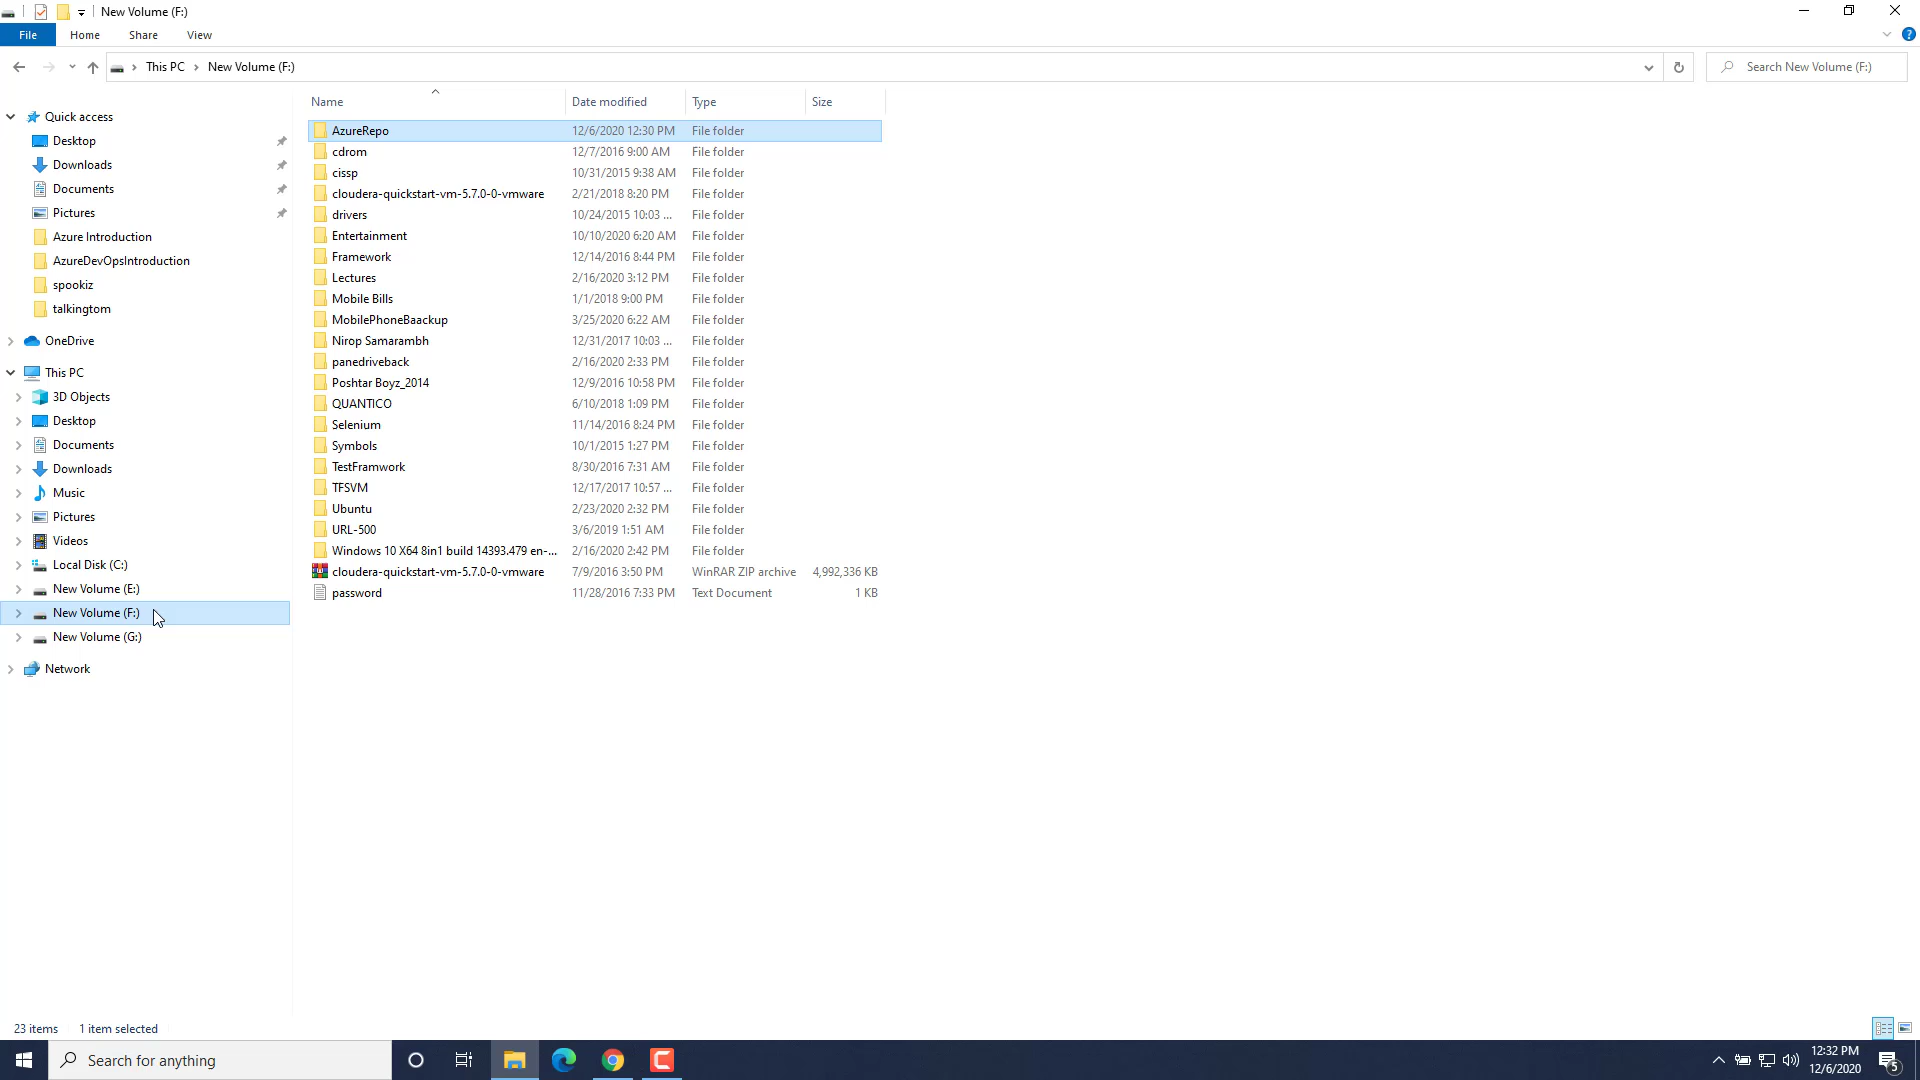 New Volume (F:)
File Home Share View
This PC New Volume (F:) Search New Volume (F:)
Name Date modified Type Size
Quick access
Desktop
Downloads
Documents
Pictures
Azure Introduction
AzureDevOpsIntroduction
spookiz
talkingtom
OneDrive
This PC
3D Objects
Desktop
Documents
Downloads
Music
Pictures
Videos
Local Disk (C:)
New Volume (E:)
New Volume (F:)
New Volume (G:)
Network
AzureRepo 12/6/2020 12:30 PM File folder
cdrom 12/7/2016 9:00 AM File folder
cissp 10/31/2015 9:38 AM File folder
cloudera-quickstart-vm-5.7.0-0-vmware 2/21/2018 8:20 PM File folder
drivers 10/24/2015 10:03 ... File folder
Entertainment 10/10/2020 6:20 AM File folder
Framework 12/14/2016 8:44 PM File folder
Lectures 2/16/2020 3:12 PM File folder
Mobile Bills 1/1/2018 9:00 PM File folder
MobilePhoneBaackup 3/25/2020 6:22 AM File folder
Nirop Samarambh 12/31/2017 10:03 ... File folder
panedriveback 2/16/2020 2:33 PM File folder
Poshtar Boyz_2014 12/9/2016 10:58 PM File folder
QUANTICO 6/10/2018 1:09 PM File folder
Selenium 11/14/2016 8:24 PM File folder
Symbols 10/1/2015 1:27 PM File folder
TestFramwork 8/30/2016 7:31 AM File folder
TFSVM 12/17/2017 10:57 ... File folder
Ubuntu 2/23/2020 2:32 PM File folder
URL-500 3/6/2019 1:51 AM File folder
Windows 10 X64 8in1 build 14393.479 en-... 2/16/2020 2:42 PM File folder
cloudera-quickstart-vm-5.7.0-0-vmware 7/9/2016 3:50 PM WinRAR ZIP archive 4,992,336 KB
password 11/28/2016 7:33 PM Text Document 1 KB
23 items 1 item selected
Search for anything
12:32 PM
12/6/2020
5